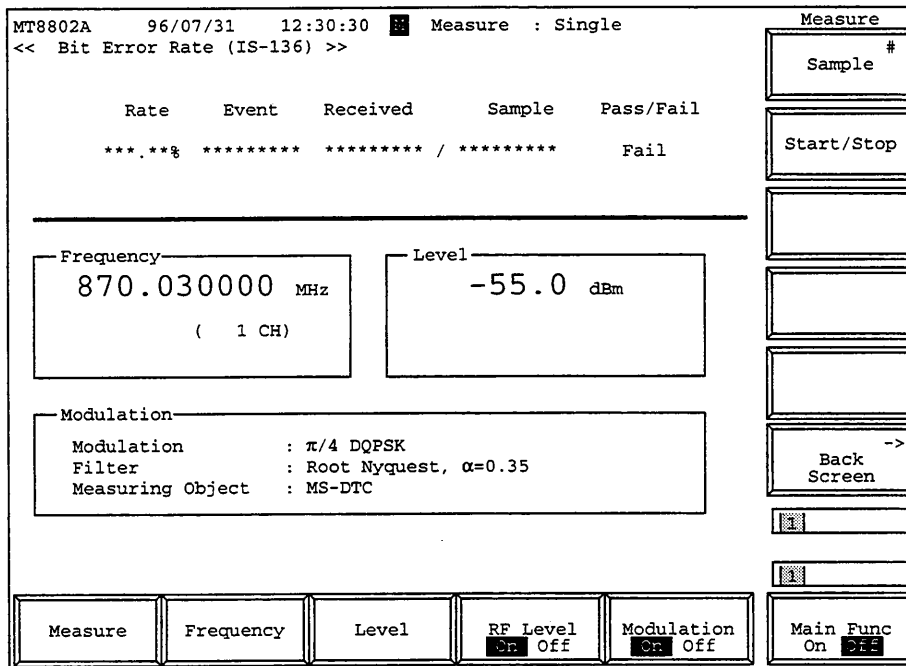 MT8802A 96/07/31 12:30:30 M Measure : Single
<< Bit Error Rate (IS-136) >>
Rate Event Received Sample Pass/Fail
***.**% ********* ********* / ********* Fail
Frequency
870.030000 MHz
( 1 CH)
Level
-55.0 dBm
Modulation
Modulation : π/4 DQPSK
Filter : Root Nyquest, α=0.35
Measuring Object : MS-DTC
Measure
#
Sample
Start/Stop
->
Back
Screen
1
1
Measure
Frequency
Level
RF Level
On Off
Modulation
On Off
Main Func
On Off